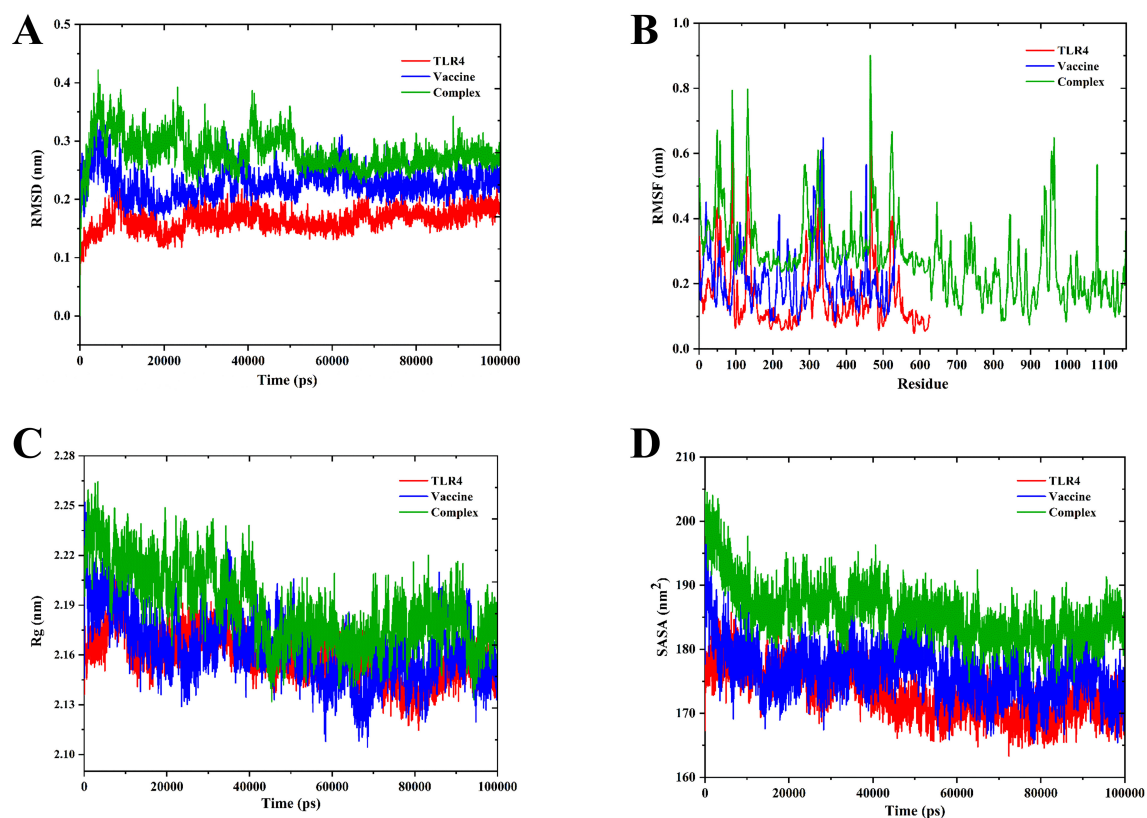 A
RMSD (nm)
0.5
0.4
0.3
0.2
0.1
0.0
TLR4
Vaccine
Complex
0 20000 40000 60000 80000 100000
Time (ps)
B
RMSF (nm)
1.0
0.8
0.6
0.4
0.2
0.0
TLR4
Vaccine
Complex
0 100 200 300 400 500 600 700 800 900 1000 1100
Residue
C
Rg (nm)
2.28
2.25
2.22
2.19
2.16
2.13
2.10
TLR4
Vaccine
Complex
0 20000 40000 60000 80000 100000
Time (ps)
D
SASA (nm²)
210
200
190
180
170
160
TLR4
Vaccine
Complex
0 20000 40000 60000 80000 100000
Time (ps)